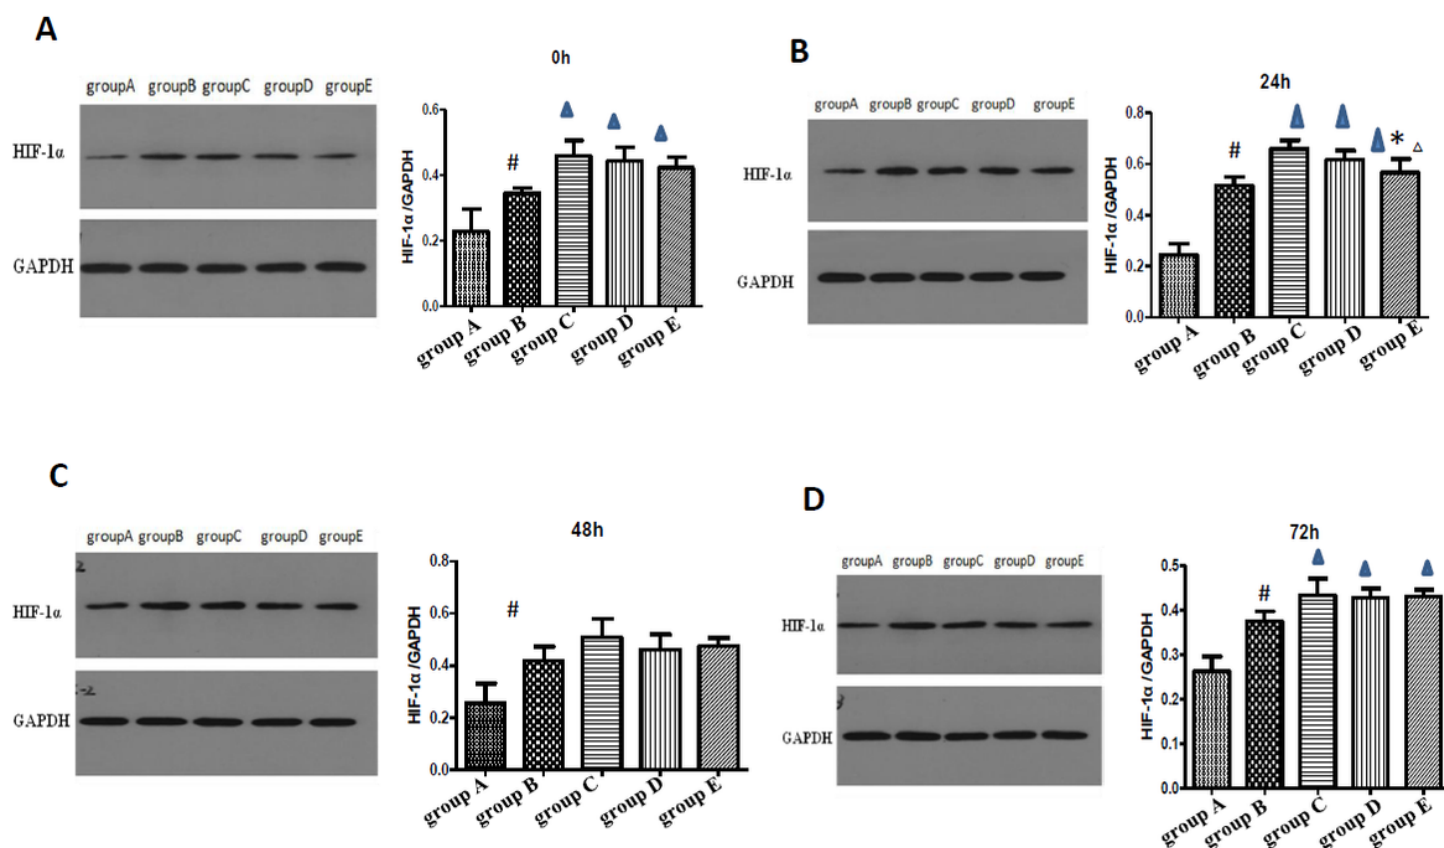 A
0h
groupA groupB groupC groupD groupE
HIF-1α
GAPDH
HIF-1α /GAPDH
0.6
0.4
0.2
0.0
#
group A
group B
group C
group D
group E
B
24h
groupA groupB groupC groupD groupE
HIF-1α
GAPDH
HIF-1α /GAPDH
0.8
0.6
0.4
0.2
0.0
#
*
group A
group B
group C
group D
group E
C
48h
groupA groupB groupC groupD groupE
HIF-1α
GAPDH
HIF-1α /GAPDH
0.8
0.6
0.4
0.2
0.0
#
group A
group B
group C
group D
group E
D
72h
groupA groupB groupC groupD groupE
HIF-1α
GAPDH
HIF-1α /GAPDH
0.5
0.4
0.3
0.2
0.1
0.0
#
group A
group B
group C
group D
group E